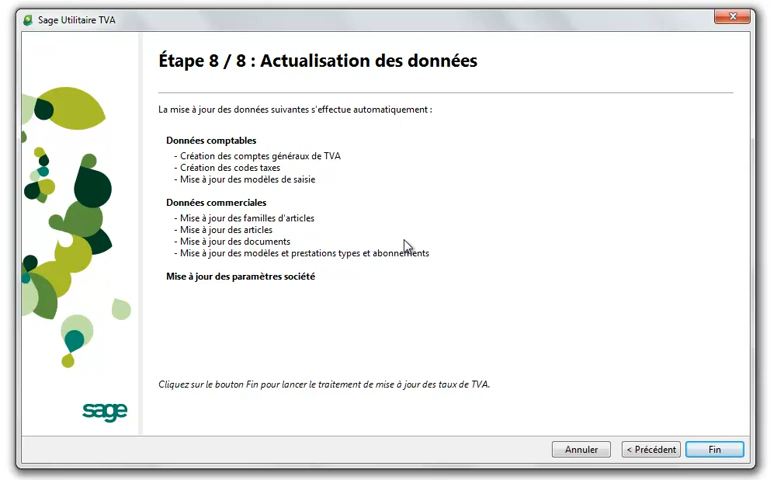 Sage Utilitaire TVA
Étape 8 / 8 : Actualisation des données
La mise à jour des données suivantes s'effectue automatiquement :
Données comptables
- Création des comptes généraux de TVA
- Création des codes taxes
- Mise à jour des modèles de saisie
Données commerciales
- Mise à jour des familles d'articles
- Mise à jour des articles
- Mise à jour des documents
- Mise à jour des modèles et prestations types et abonnements
Mise à jour des paramètres société
Cliquez sur le bouton Fin pour lancer le traitement de mise à jour des taux de TVA.
sage
Annuler
< Précédent
Fin